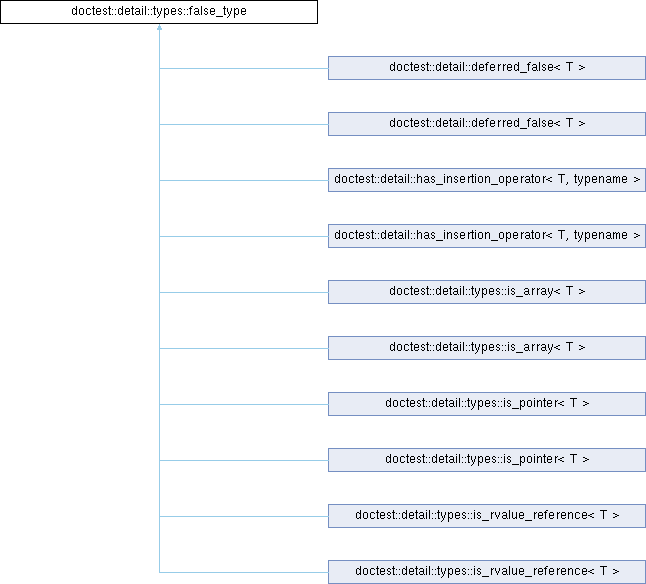 doctest::detail::types::false_type
doctest::detail::deferred_false< T >
doctest::detail::deferred_false< T >
doctest::detail::has_insertion_operator< T, typename >
doctest::detail::has_insertion_operator< T, typename >
doctest::detail::types::is_array< T >
doctest::detail::types::is_array< T >
doctest::detail::types::is_pointer< T >
doctest::detail::types::is_pointer< T >
doctest::detail::types::is_rvalue_reference< T >
doctest::detail::types::is_rvalue_reference< T >